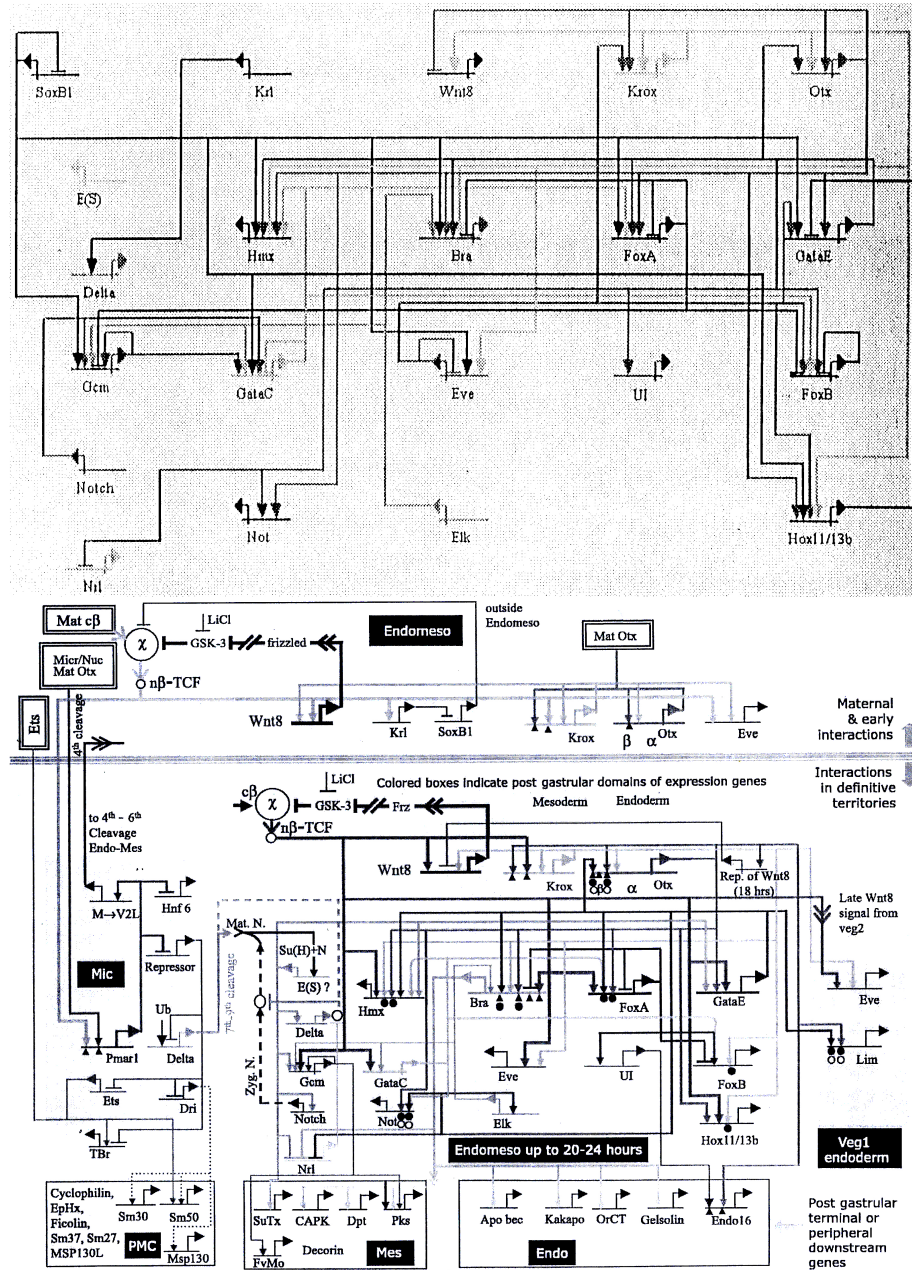 SoxB1
Krl
Wnt8
Krox
Otx
E(S)
Hmx
Bra
FoxA
GataE
Delta
Gcm
GataC
Eve
UI
FoxB
Notch
Not
Elk
Hox11/13b
Nrl
Mat cβ
χ
LiCl
GSK-3
frizzled
Endomeso
outside
Endomeso
Mat Otx
Micr/Nuc
Mat Otx
nβ-TCF
Ets
4th cleavage
Wnt8
Krl
SoxB1
Krox
β
α
Otx
Eve
Maternal
& early
interactions
Interactions
in definitive
territories
Colored boxes indicate post gastrular domains of expression genes
Mesoderm
Endoderm
cβ
χ
LiCl
GSK-3
Frz
nβ-TCF
to 4th - 6th
Cleavage
Endo-Mes
Wnt8
Krox
β
α
Otx
Rep. of Wnt8
(18 hrs)
M→V2L
Hnf 6
Late Wnt8
signal from
veg2
Mat. N.
Su(H)+N
E(S) ?
Mic
Repressor
7th-9th cleavage
Hmx
Bra
FoxA
GataE
Eve
Ub
Pmar1
Delta
Delta
Lim
Zyg. N.
Gcm
GataC
Eve
UI
FoxB
Ets
Dri
Notch
Not
Elk
Hox11/13b
TBr
Nrl
Endomeso up to 20-24 hours
Veg1
endoderm
Cyclophilin,
EpHx,
Ficolin,
Sm37, Sm27,
MSP130L
PMC
Sm30
Sm50
Msp130
SuTx
CAPK
Dpt
Pks
FvMo
Decorin
Mes
Apo bec
Kakapo
OrCT
Gelsolin
Endo16
Endo
Post gastrular
terminal or
peripheral
downstream
genes